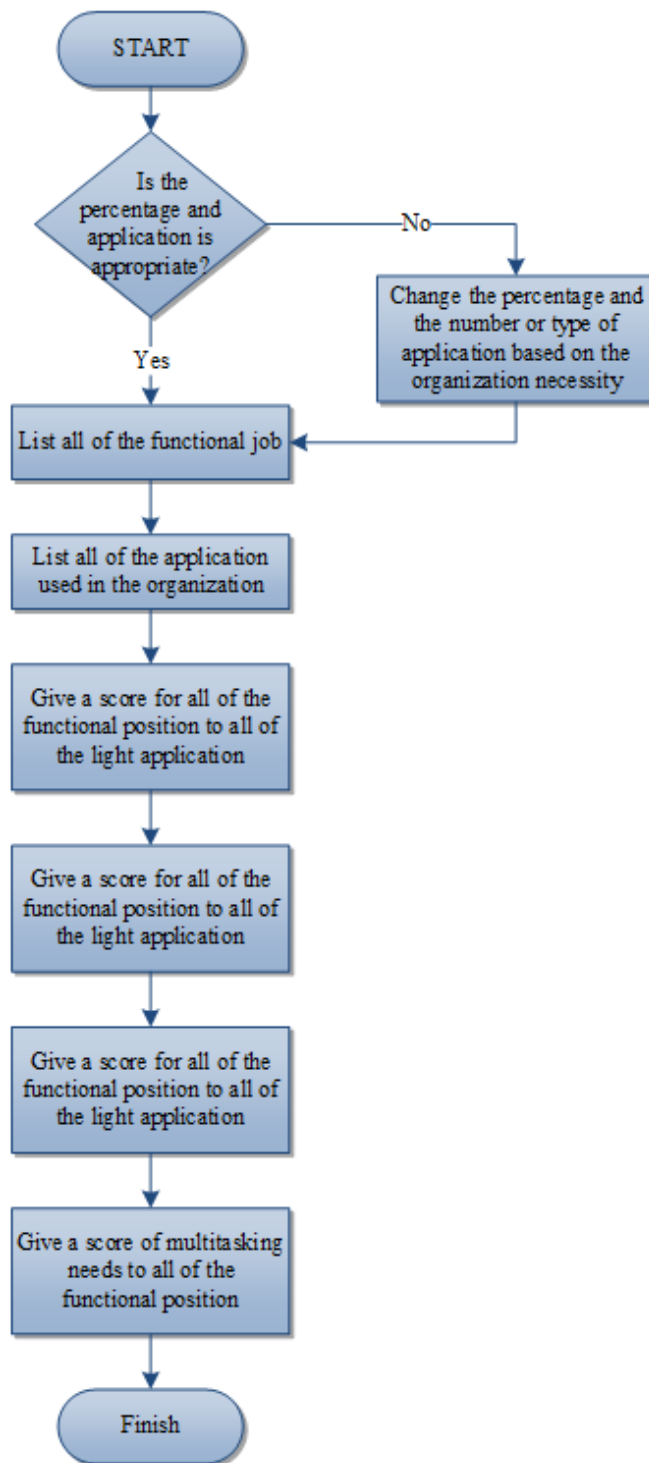 START
Is the
percentage and
application is
appropriate?
No
Change the percentage and
the number or type of
application based on the
organization necessity
Yes
List all of the functional job
List all of the application
used in the organization
Give a score for all of the
functional position to all of
the light application
Give a score for all of the
functional position to all of
the light application
Give a score for all of the
functional position to all of
the light application
Give a score of multitasking
needs to all of the
functional position
Finish